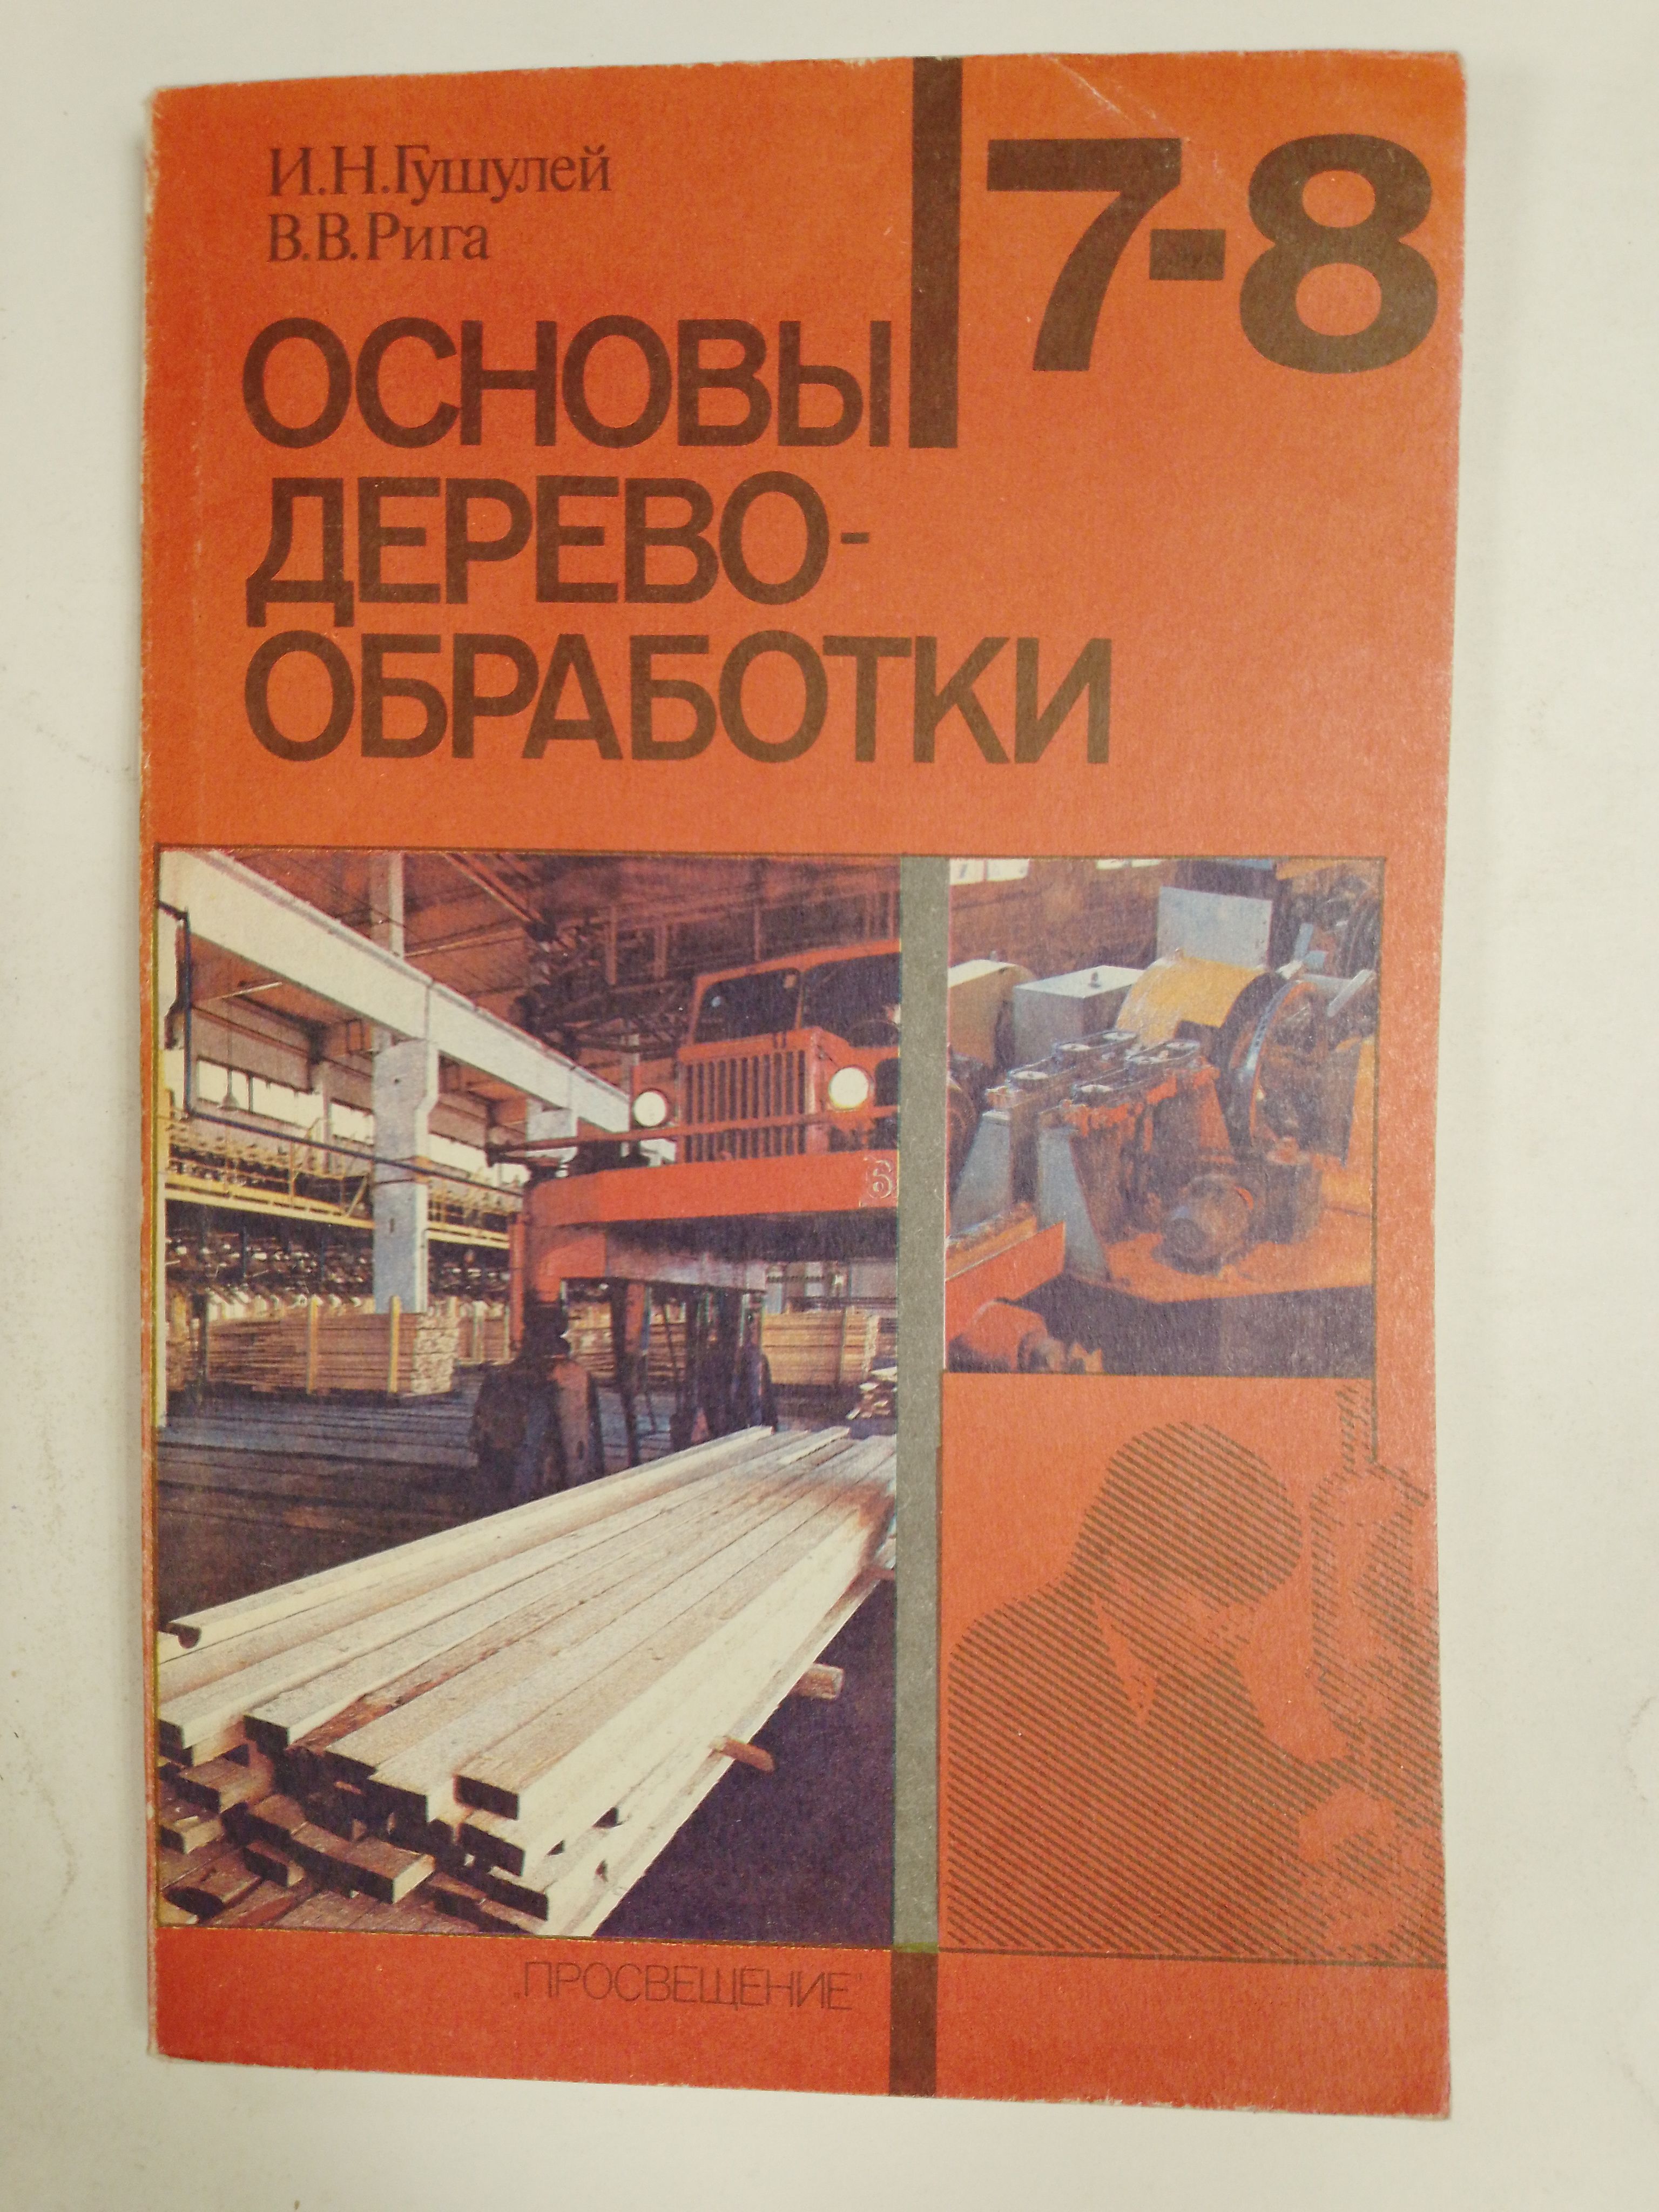 И.Н.Гушулей
В.В.Рига
7-8
ОСНОВЫ
ДЕРЕВО-
ОБРАБОТКИ
„ПРОСВЕЩЕНИЕ"